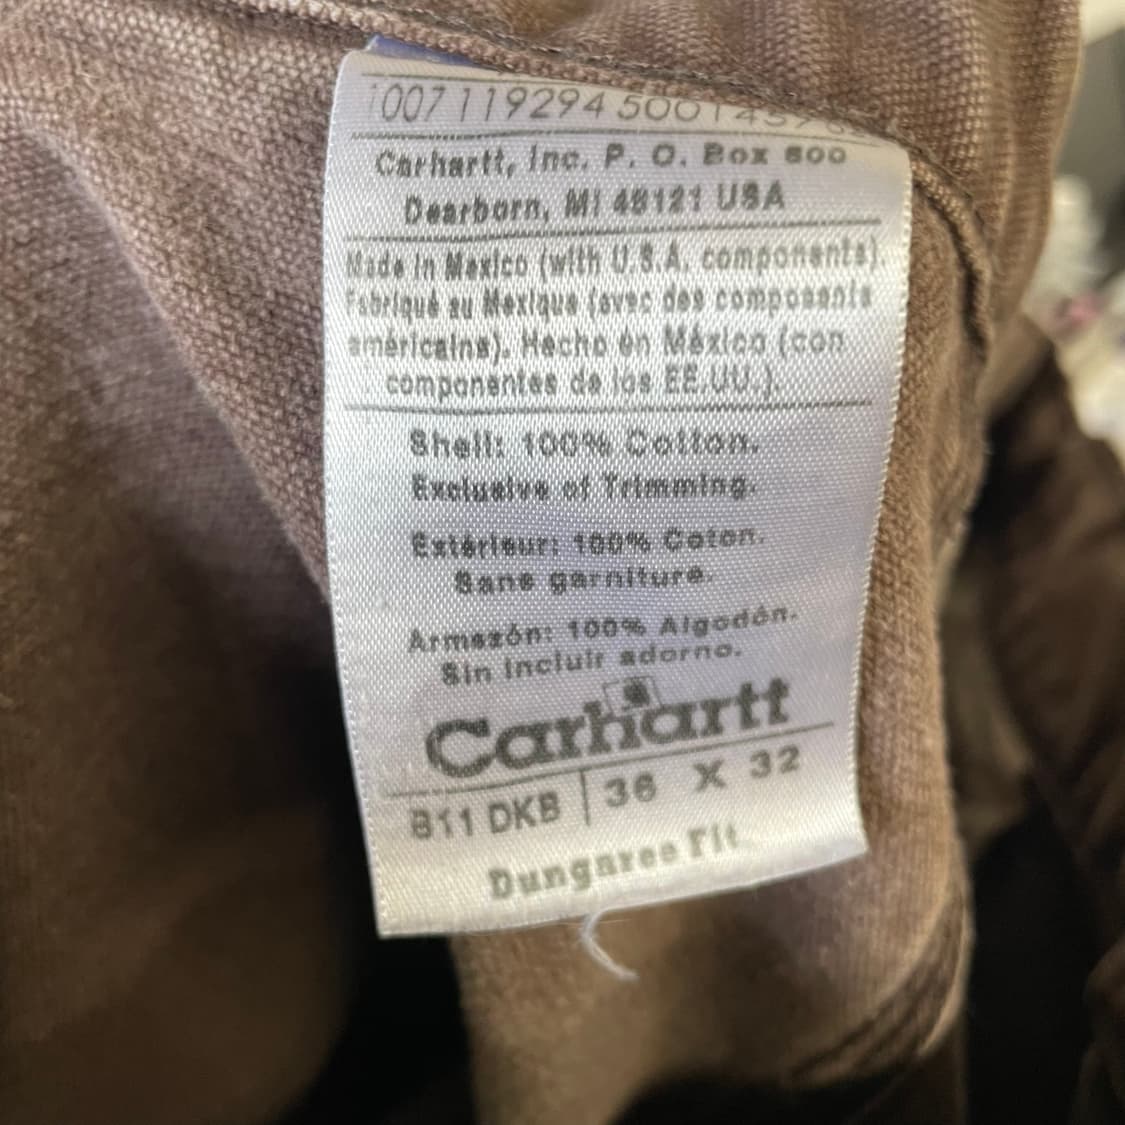 1007 119294 5001
Carhartt, Inc. P. O. Box 600
Dearborn, MI 48121 USA
Made in Mexico (with U.S.A. components).
Fabriqué au Mexique (avec des composants
américains). Hecho en México (con
componentes de los EE.UU.).
Shell: 100% Cotton.
Exclusive of Trimming.
Extérieur: 100% Coton.
Sans garniture.
Armazón: 100% Algodón.
Sin incluir adorno.
Carhartt
B11 DKB | 36 X 32
Dungaree Fit